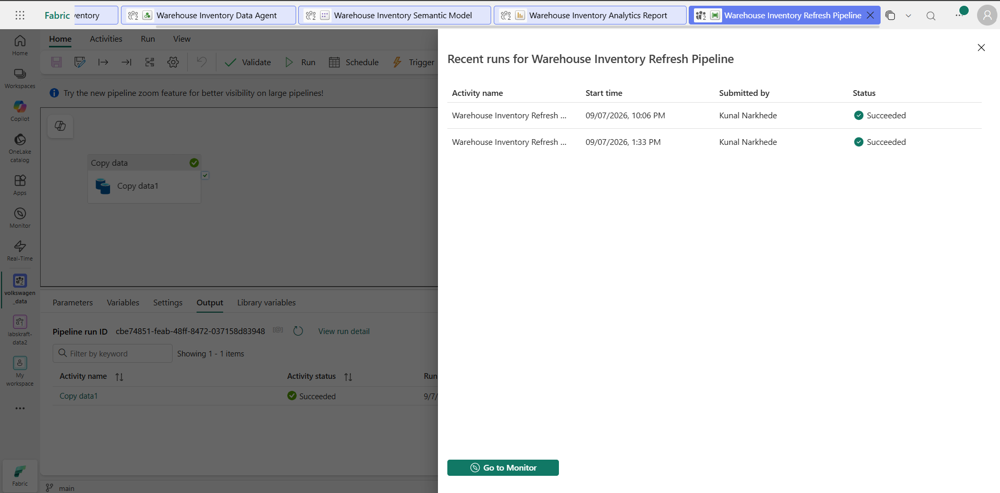 Fabric
ventory
Warehouse Inventory Data Agent
Warehouse Inventory Semantic Model
Warehouse Inventory Analytics Report
Warehouse Inventory Refresh Pipeline
Home
Workspaces
Copilot
OneLake
catalog
Apps
Monitor
Real-Time
volkswagen
_data
labskraft-
data2
My
workspace
Fabric
Home
Activities
Run
View
Validate
Run
Schedule
Trigger
Try the new pipeline zoom feature for better visibility on large pipelines!
Copy data
Copy data1
Parameters
Variables
Settings
Output
Library variables
Pipeline run ID cbe74851-feab-48ff-8472-037158d83948
View run detail
Filter by keyword
Showing 1 - 1 items
Activity name
Activity status
Run
Copy data1
Succeeded
9/7/
main
Recent runs for Warehouse Inventory Refresh Pipeline
Activity name Start time Submitted by Status
Warehouse Inventory Refresh ... 09/07/2026, 10:06 PM Kunal Narkhede Succeeded
Warehouse Inventory Refresh ... 09/07/2026, 1:33 PM Kunal Narkhede Succeeded
Go to Monitor